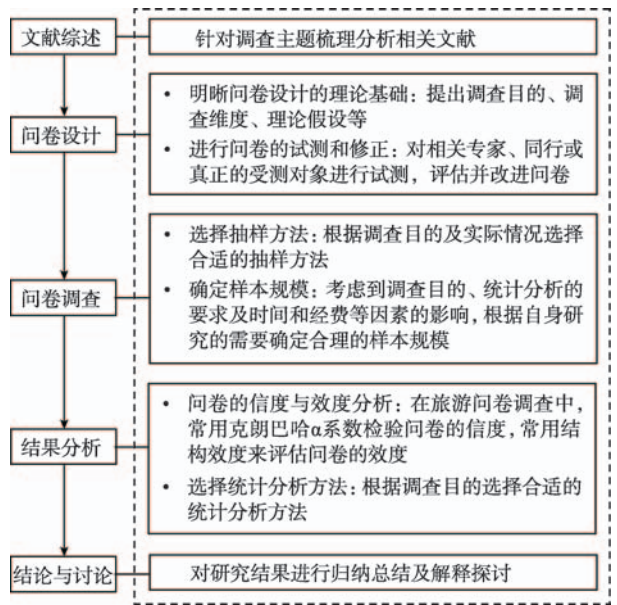 文献综述
针对调查主题梳理分析相关文献
问卷设计
• 明晰问卷设计的理论基础：提出调查目的、调
查维度、理论假设等
• 进行问卷的试测和修正：对相关专家、同行或
真正的受测对象进行试测，评估并改进问卷
问卷调查
• 选择抽样方法：根据调查目的及实际情况选择
合适的抽样方法
• 确定样本规模：考虑到调查目的、统计分析的
要求及时间和经费等因素的影响，根据自身研
究的需要确定合理的样本规模
结果分析
• 问卷的信度与效度分析：在旅游问卷调查中，
常用克朗巴哈α系数检验问卷的信度，常用结
构效度来评估问卷的效度
• 选择统计分析方法：根据调查目的选择合适的
统计分析方法
结论与讨论
对研究结果进行归纳总结及解释探讨